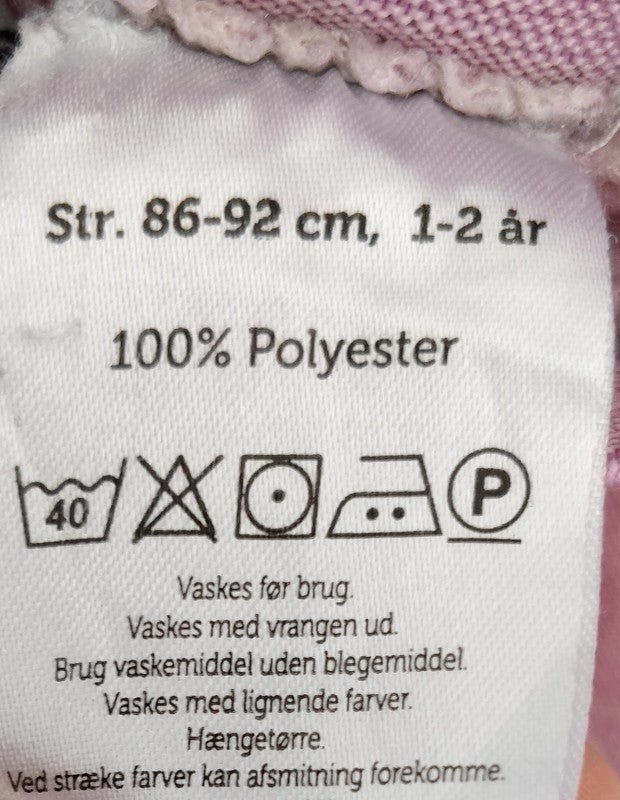 Str. 86-92 cm, 1-2 år
100% Polyester
40 P
Vaskes før brug.
Vaskes med vrangen ud.
Brug vaskemiddel uden blegemiddel.
Vaskes med lignende farver.
Hængetørre.
Ved stræke farver kan afsmitning forekomme.